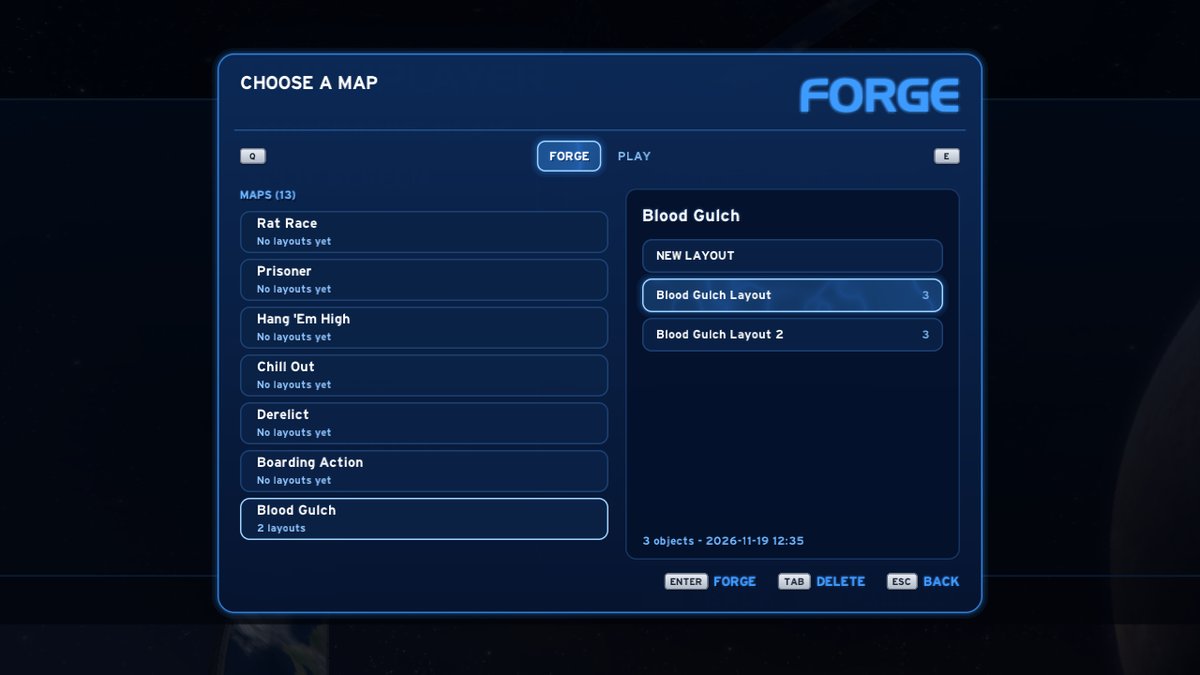 CHOOSE A MAP
FORGE
Q
FORGE
PLAY
E
MAPS (13)
Rat Race
No layouts yet
Prisoner
No layouts yet
Hang 'Em High
No layouts yet
Chill Out
No layouts yet
Derelict
No layouts yet
Boarding Action
No layouts yet
Blood Gulch
2 layouts
Blood Gulch
NEW LAYOUT
Blood Gulch Layout 3
Blood Gulch Layout 2 3
3 objects - 2026-11-19 12:35
ENTER FORGE TAB DELETE ESC BACK